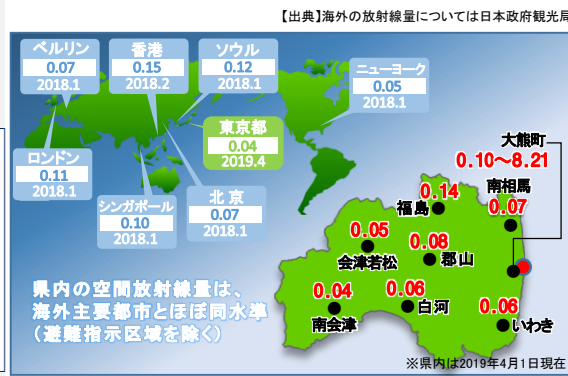 【出典】海外の放射線量については日本政府観光局
ベルリン
0.07
2018.1
香港
0.15
2018.2
ソウル
0.12
2018.1
ニューヨーク
0.05
2018.1
東京都
0.04
2019.4
ロンドン
0.11
2018.1
シンガポール
0.10
2018.1
北京
0.07
2018.1
大熊町
0.10～8.21
南相馬
0.07
0.14
福島
0.05
会津若松
0.08
郡山
0.04
南会津
0.06
白河
0.06
いわき
県内の空間放射線量は、
海外主要都市とほぼ同水準
（避難指示区域を除く）
※県内は2019年4月1日現在